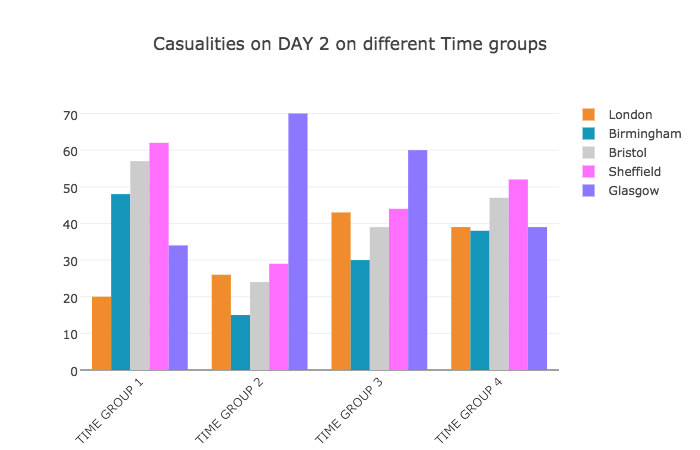 Casualities on DAY 2 on different Time groups
70
60
50
40
30
20
10
0
TIME GROUP 1
TIME GROUP 2
TIME GROUP 3
TIME GROUP 4
London
Birmingham
Bristol
Sheffield
Glasgow